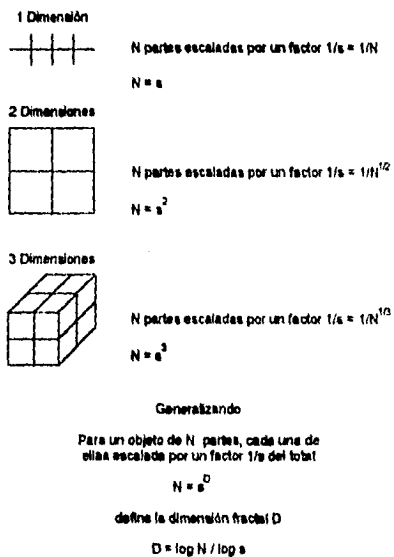 1 Dimensión
N partes escaladas por un factor 1/s = 1/N
N = s
2 Dimensiones
N partes escaladas por un factor 1/s = 1/N^1/2
N = s^2
3 Dimensiones
N partes escaladas por un factor 1/s = 1/N^1/3
N = s^3
Generalizando
Para un objeto de N partes, cada una de
ellas escalada por un factor 1/s del total
N = s^D
define la dimensión fractal D
D = log N / log s